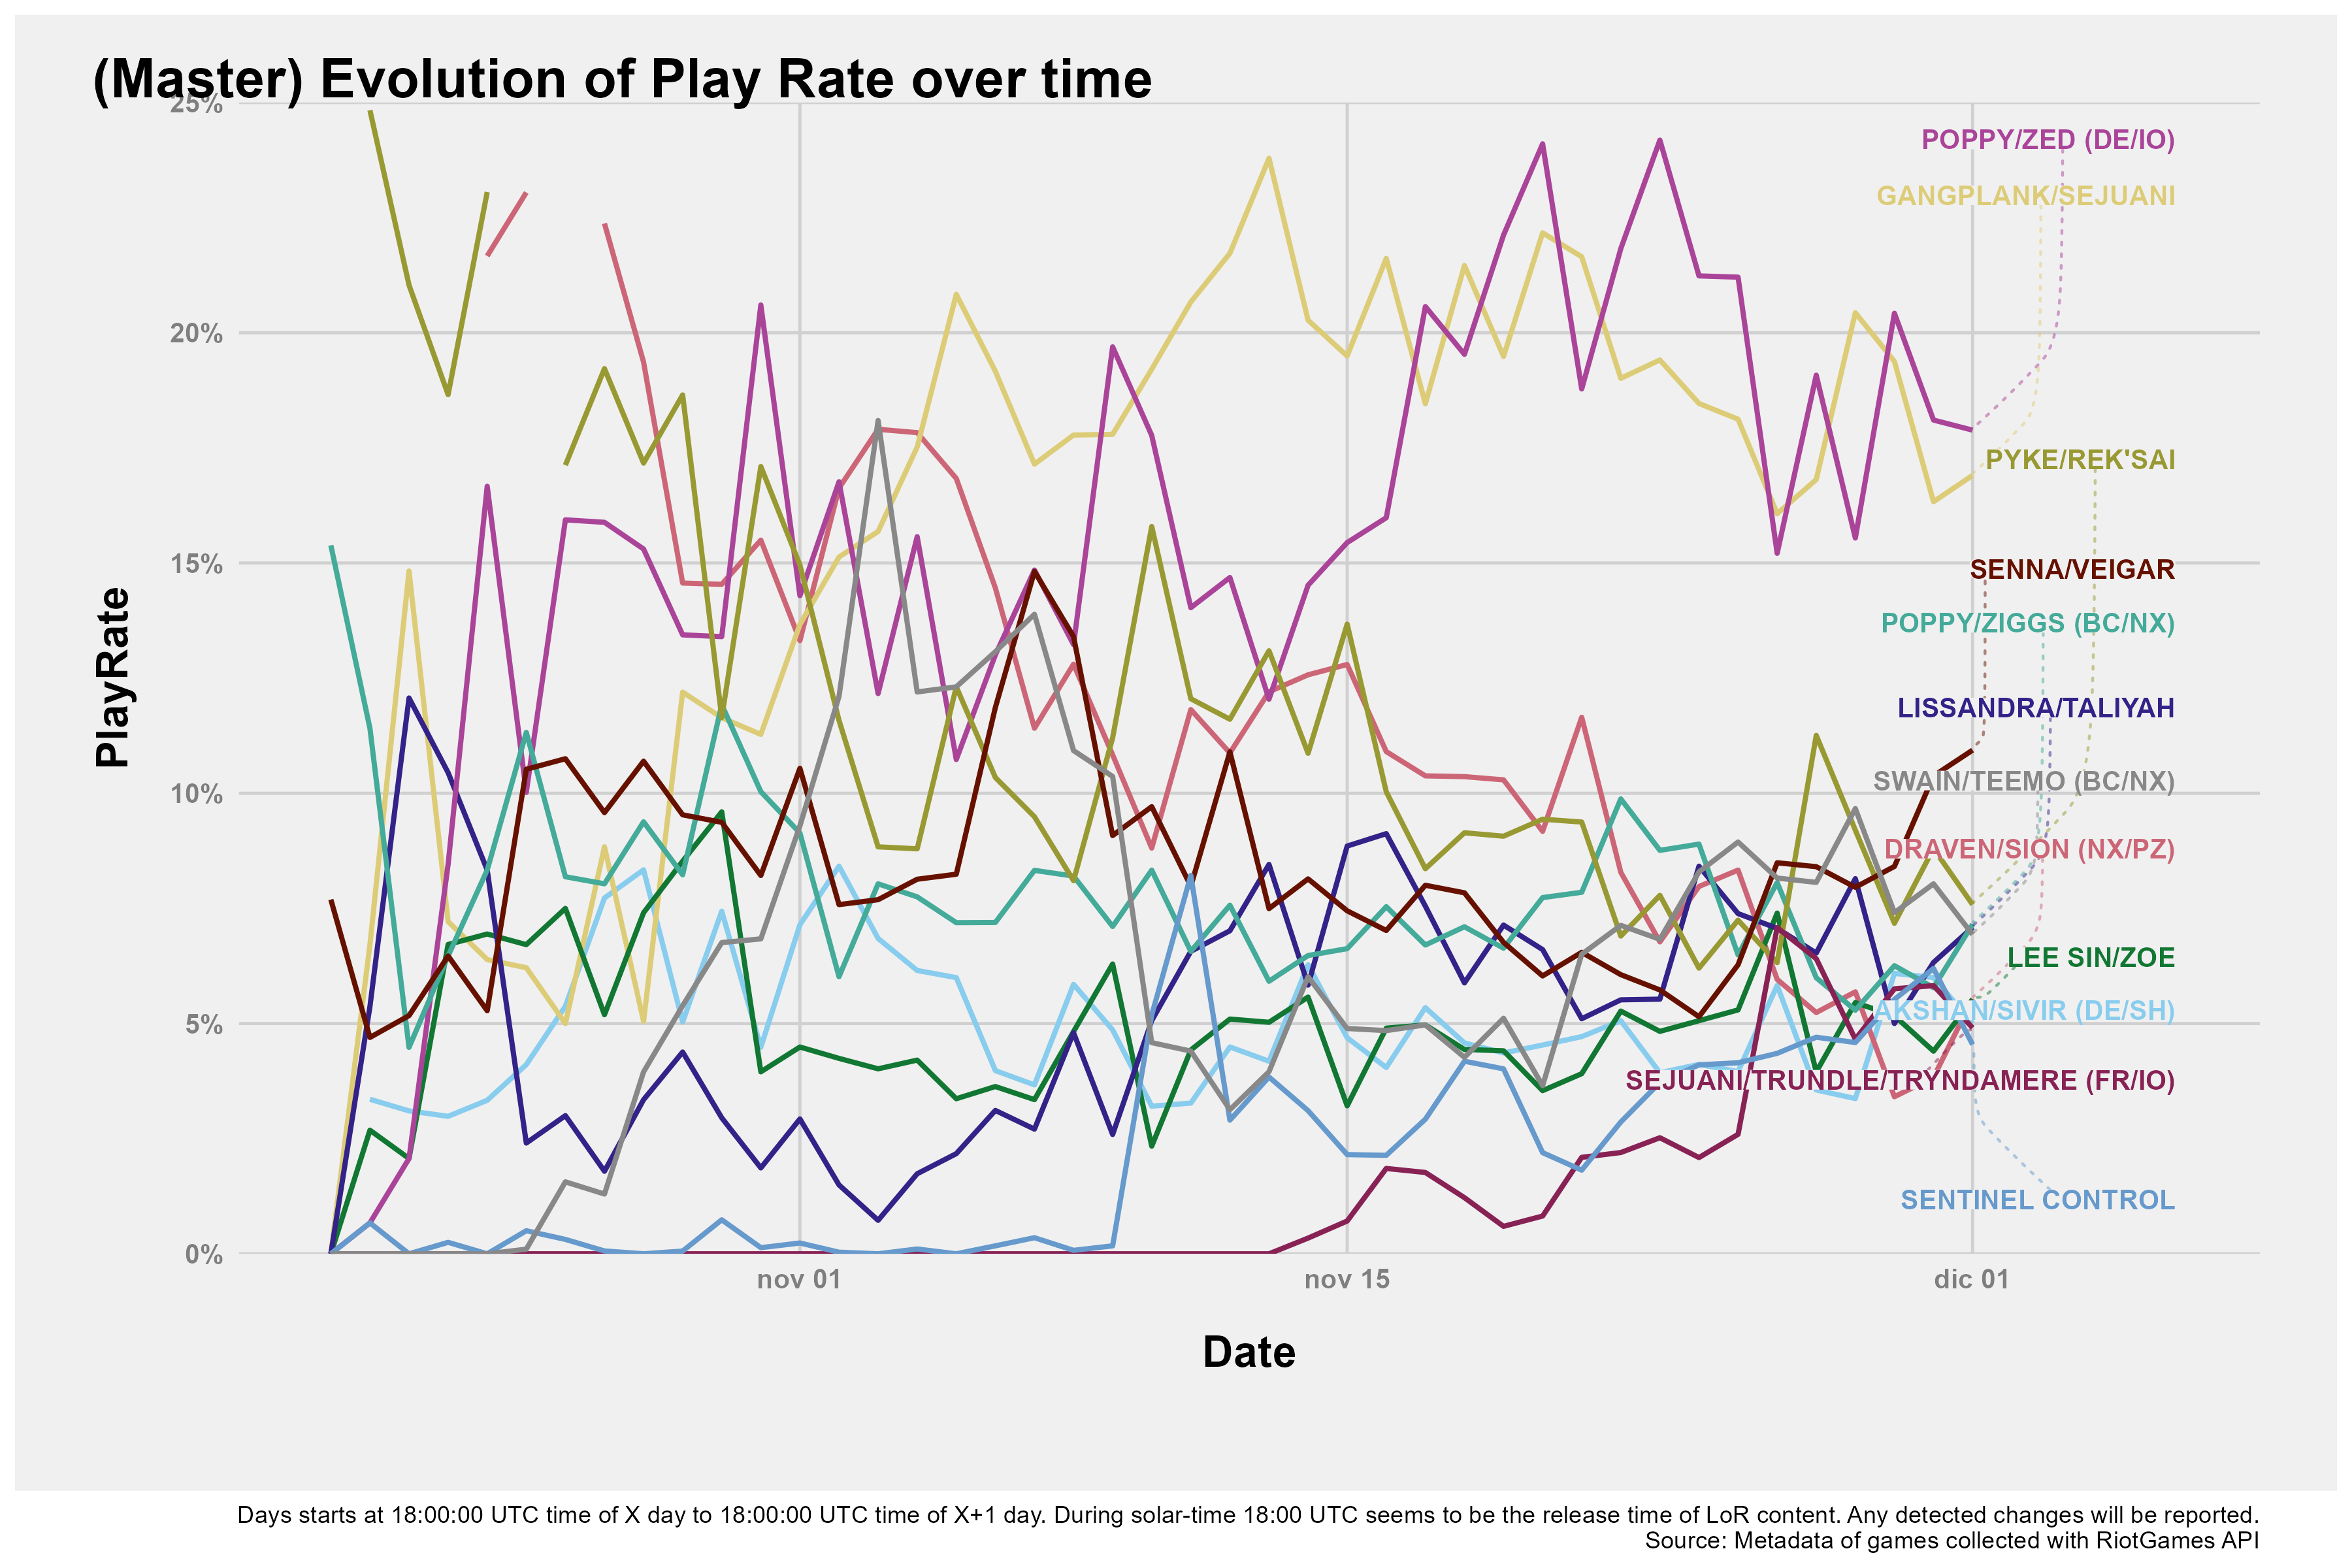 (Master) Evolution of Play Rate over time
25%
20%
15%
10%
5%
0%
PlayRate
POPPY/ZED (DE/IO)
GANGPLANK/SEJUANI
PYKE/REK'SAI
SENNA/VEIGAR
POPPY/ZIGGS (BC/NX)
LISSANDRA/TALIYAH
SWAIN/TEEMO (BC/NX)
DRAVEN/SION (NX/PZ)
LEE SIN/ZOE
AKSHAN/SIVIR (DE/SH)
SEJUANI/TRUNDLE/TRYNDAMERE (FR/IO)
SENTINEL CONTROL
nov 01
nov 15
dic 01
Date
Days starts at 18:00:00 UTC time of X day to 18:00:00 UTC time of X+1 day. During solar-time 18:00 UTC seems to be the release time of LoR content. Any detected changes will be reported.
Source: Metadata of games collected with RiotGames API